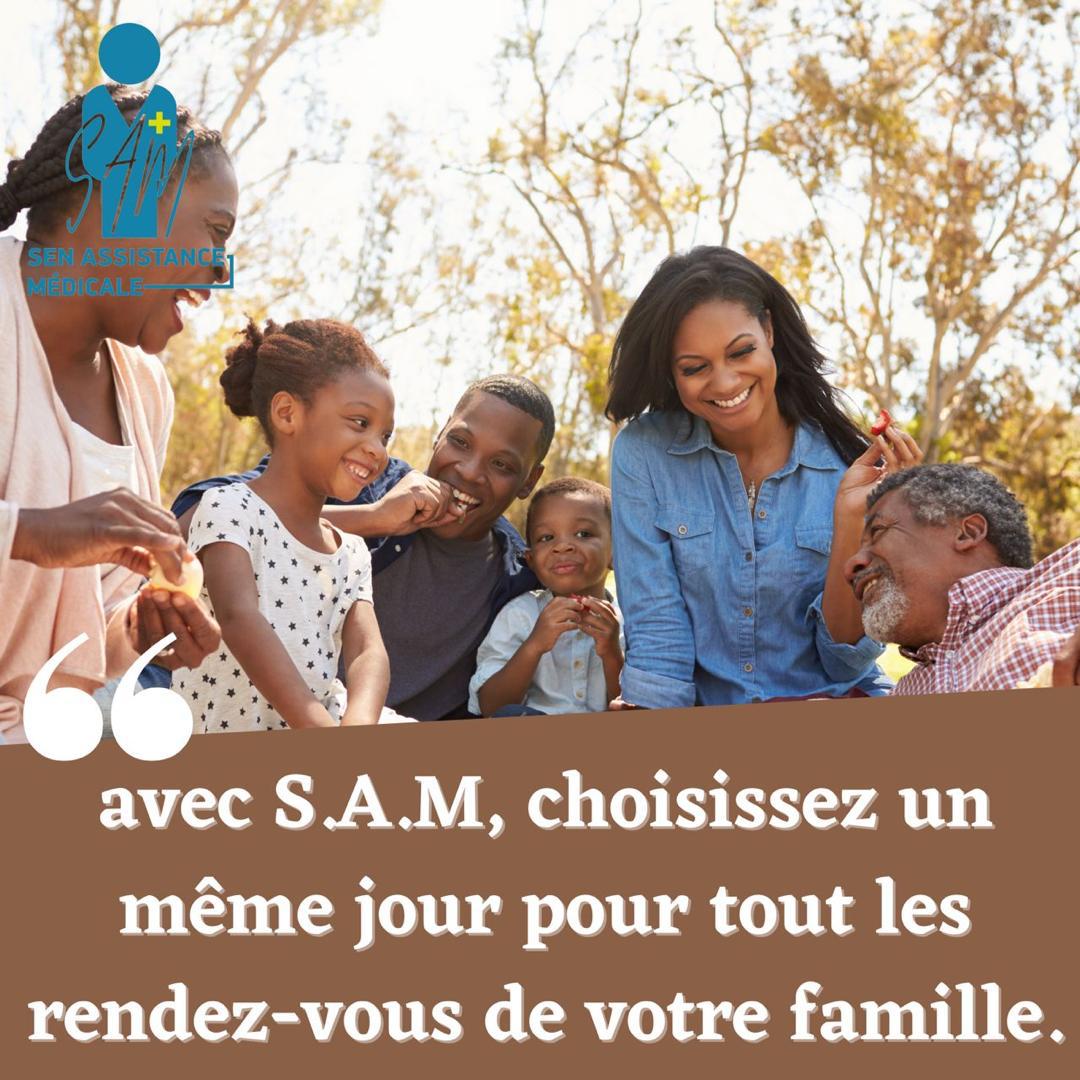 SAM
SEN ASSISTANCE
MÉDICALE
avec S.A.M, choisissez un
même jour pour tout les
rendez-vous de votre famille.